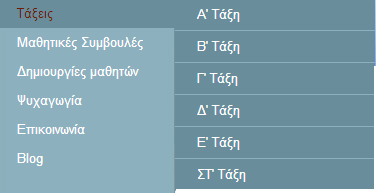 Τάξεις
Μαθητικές Συμβουλές
Δημιουργίες μαθητών
Ψυχαγωγία
Επικοινωνία
Blog
Α' Τάξη
Β' Τάξη
Γ' Τάξη
Δ' Τάξη
Ε' Τάξη
ΣΤ' Τάξη